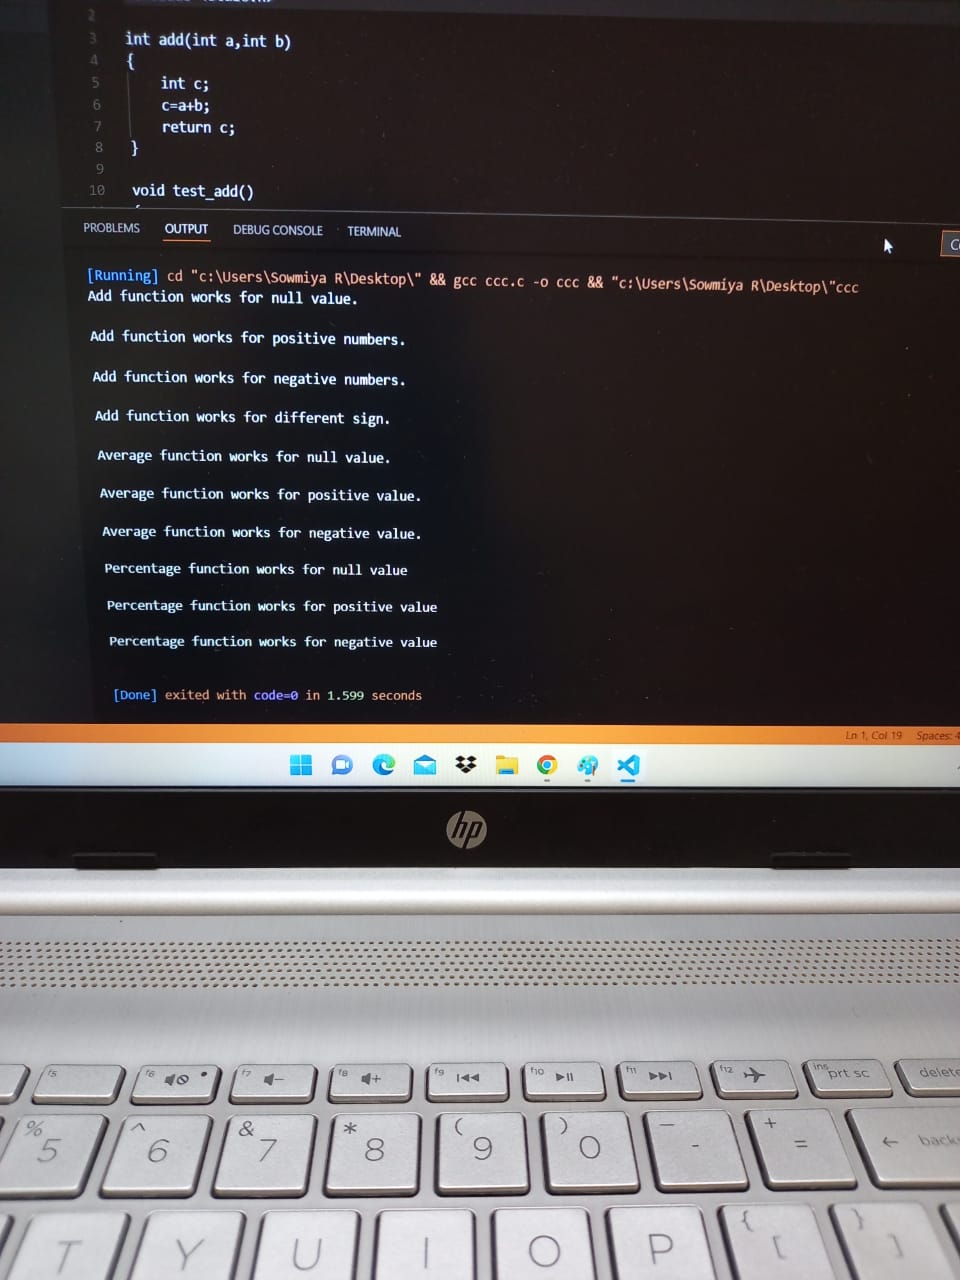 2
3 int add(int a,int b)
4 {
5 int c;
6 c=a+b;
7 return c;
8 }
9
10 void test_add()
PROBLEMS OUTPUT DEBUG CONSOLE TERMINAL
[Running] cd "c:\Users\Sowmiya R\Desktop\" && gcc ccc.c -o ccc && "c:\Users\Sowmiya R\Desktop\"ccc
Add function works for null value.
Add function works for positive numbers.
Add function works for negative numbers.
Add function works for different sign.
Average function works for null value.
Average function works for positive value.
Average function works for negative value.
Percentage function works for null value
Percentage function works for positive value
Percentage function works for negative value
[Done] exited with code=0 in 1.599 seconds
Ln 1, Col 19 Spaces: 4
hp
f5 f6 f7 f8 f9 f10 f11 f12 ins prt sc delete
% 5 ^ 6 & 7 * 8 ( 9 ) 0 _ - + =
T Y U I O P { [ } ]